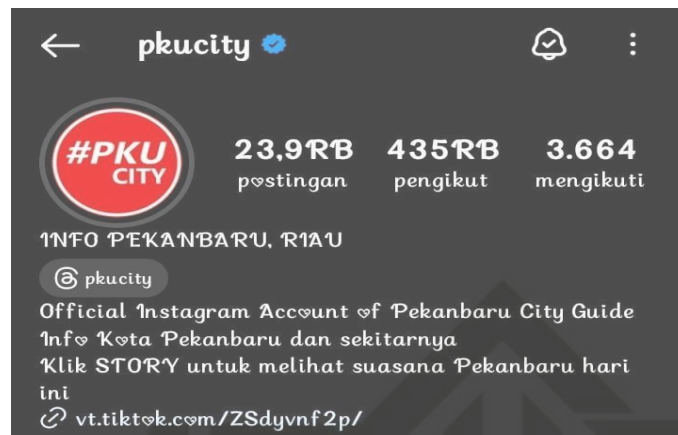 pkucity
#PKU
CITY
23,9RB
postingan
435RB
pengikut
3.664
mengikuti
INFO PEKANBARU, RIAU
pkucity
Official Instagram Account of Pekanbaru City Guide
Info Kota Pekanbaru dan sekitarnya
Klik STORY untuk melihat suasana Pekanbaru hari
ini
vt.tiktok.com/ZSdyvnf2p/